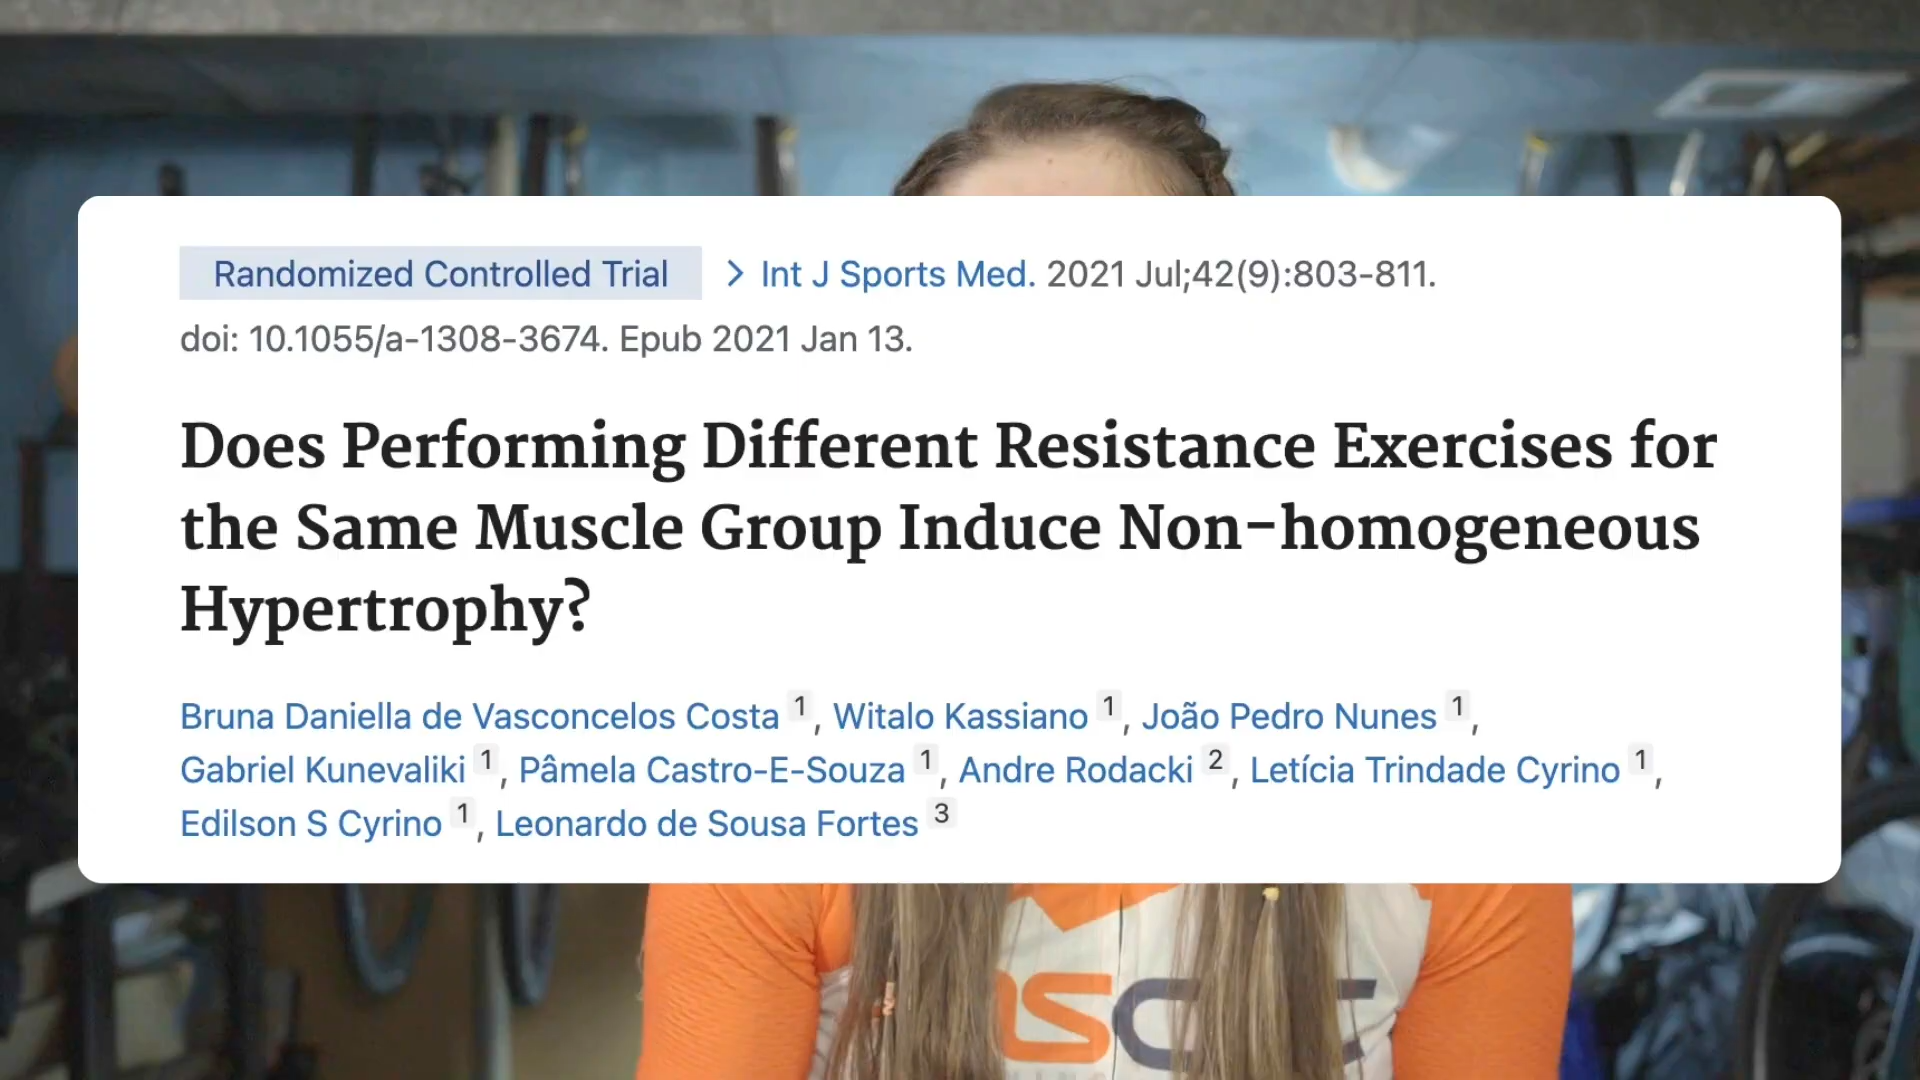 Randomized Controlled Trial > Int J Sports Med. 2021 Jul;42(9):803-811.
doi: 10.1055/a-1308-3674. Epub 2021 Jan 13.
Does Performing Different Resistance Exercises for
the Same Muscle Group Induce Non-homogeneous
Hypertrophy?
Bruna Daniella de Vasconcelos Costa 1, Witalo Kassiano 1, João Pedro Nunes 1,
Gabriel Kunevaliki 1, Pâmela Castro-E-Souza 1, Andre Rodacki 2, Letícia Trindade Cyrino 1,
Edilson S Cyrino 1, Leonardo de Sousa Fortes 3